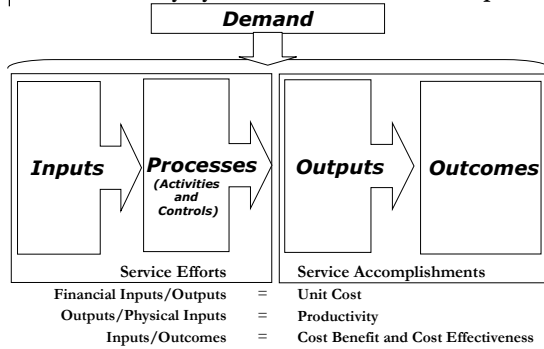 Demand
Inputs
Processes
(Activities
and
Controls)
Outputs
Outcomes
Service Efforts Service Accomplishments
Financial Inputs/Outputs = Unit Cost
Outputs/Physical Inputs = Productivity
Inputs/Outcomes = Cost Benefit and Cost Effectiveness